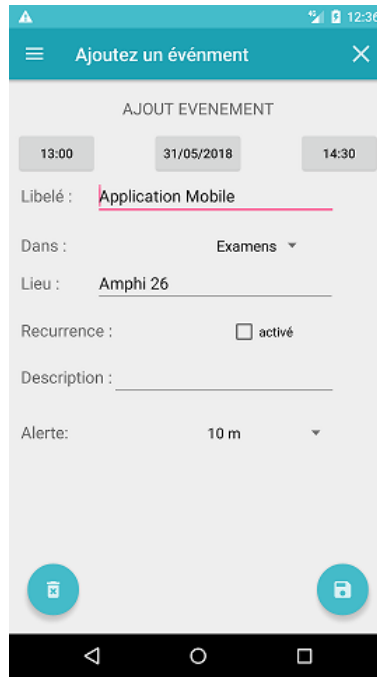 12:36
Ajoutez un événment
AJOUT EVENEMENT
13:00 31/05/2018 14:30
Libelé : Application Mobile
Dans : Examens
Lieu : Amphi 26
Recurrence : activé
Description :
Alerte: 10 m